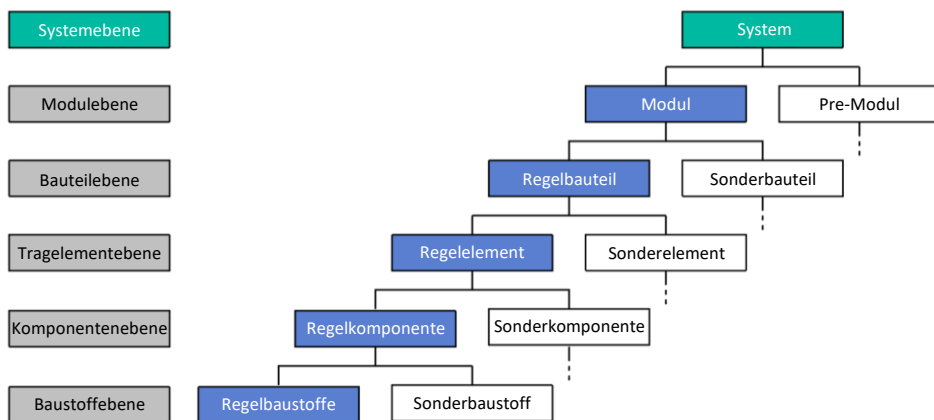 Systemebene
System
Modulebene
Modul
Pre-Modul
Bauteilebene
Regelbauteil
Sonderbauteil
Tragelementebene
Regelelement
Sonderelement
Komponentenebene
Regelkomponente
Sonderkomponente
Baustoffebene
Regelbaustoffe
Sonderbaustoff